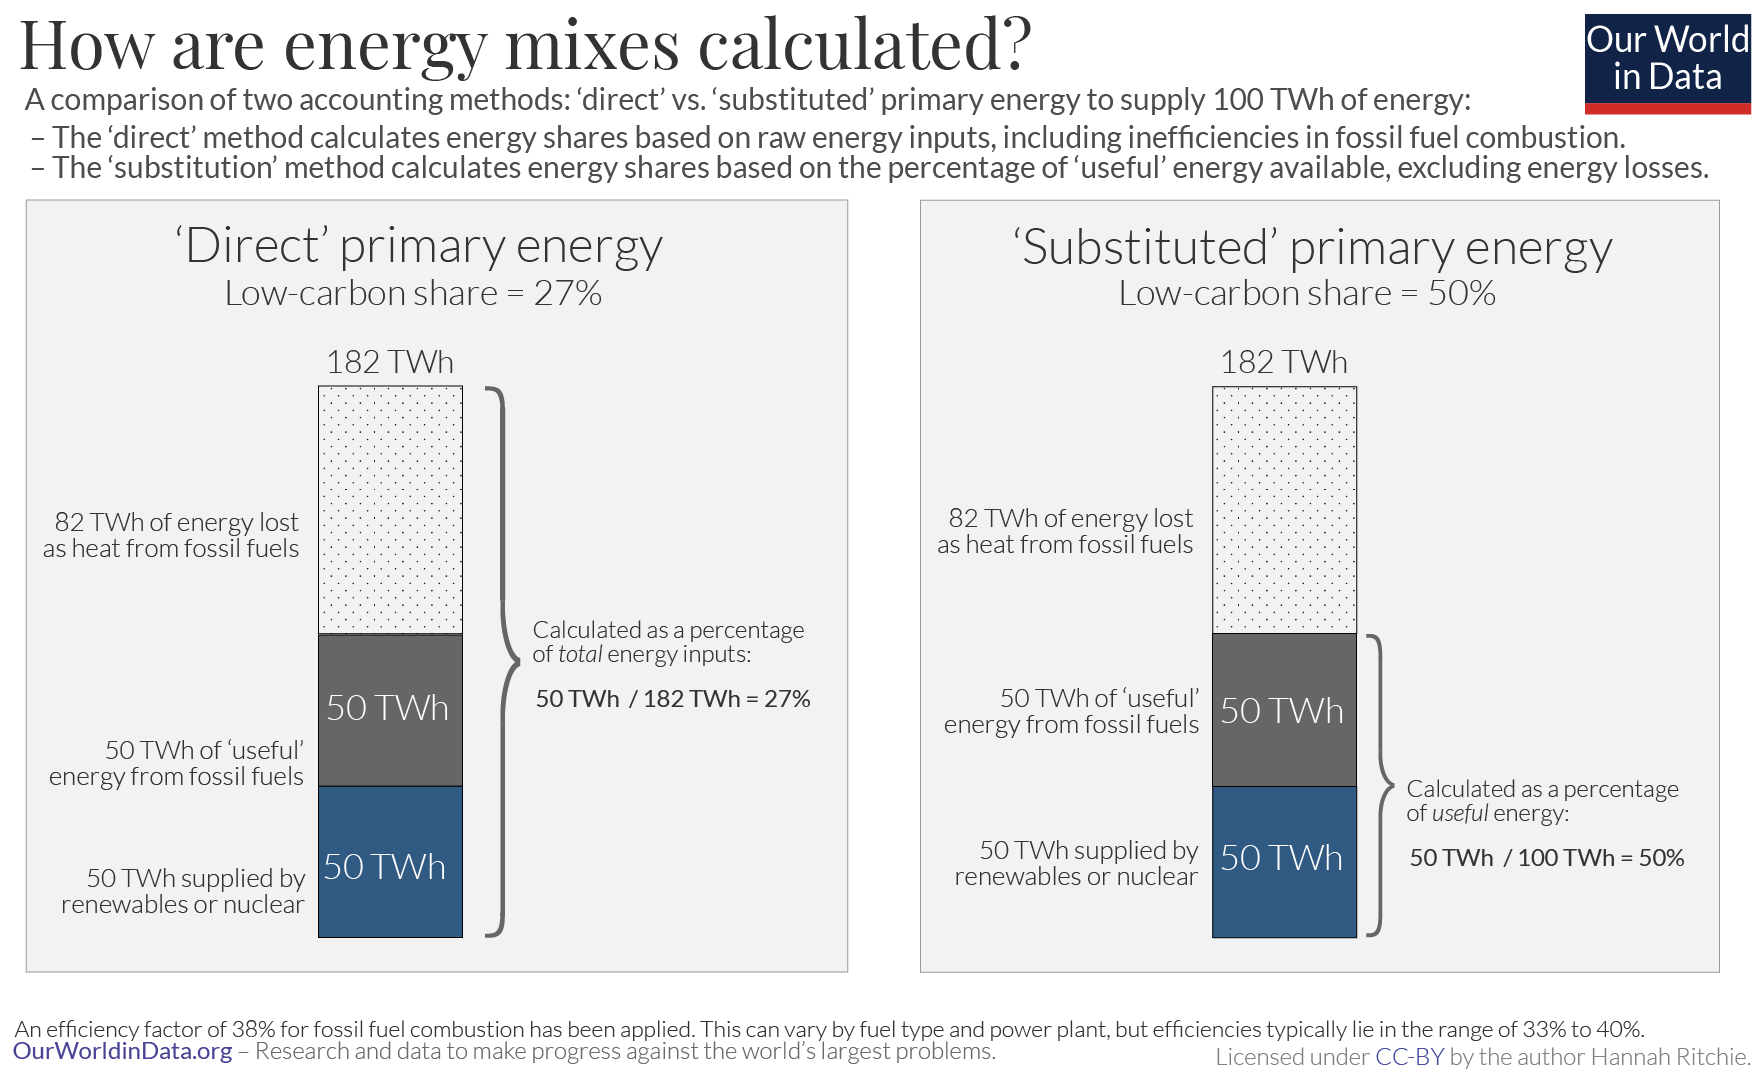 How are energy mixes calculated?
Our World
in Data
A comparison of two accounting methods: ‘direct’ vs. ‘substituted’ primary energy to supply 100 TWh of energy:
– The ‘direct’ method calculates energy shares based on raw energy inputs, including inefficiencies in fossil fuel combustion.
– The ‘substitution’ method calculates energy shares based on the percentage of ‘useful’ energy available, excluding energy losses.
‘Direct’ primary energy
Low-carbon share = 27%
182 TWh
82 TWh of energy lost
as heat from fossil fuels
Calculated as a percentage
of total energy inputs:
50 TWh / 182 TWh = 27%
50 TWh
50 TWh of ‘useful’
energy from fossil fuels
50 TWh
50 TWh supplied by
renewables or nuclear
‘Substituted’ primary energy
Low-carbon share = 50%
182 TWh
82 TWh of energy lost
as heat from fossil fuels
50 TWh of ‘useful’
energy from fossil fuels
50 TWh
Calculated as a percentage
of useful energy:
50 TWh / 100 TWh = 50%
50 TWh supplied by
renewables or nuclear
50 TWh
An efficiency factor of 38% for fossil fuel combustion has been applied. This can vary by fuel type and power plant, but efficiencies typically lie in the range of 33% to 40%.
OurWorldinData.org – Research and data to make progress against the world’s largest problems.
Licensed under CC-BY by the author Hannah Ritchie.